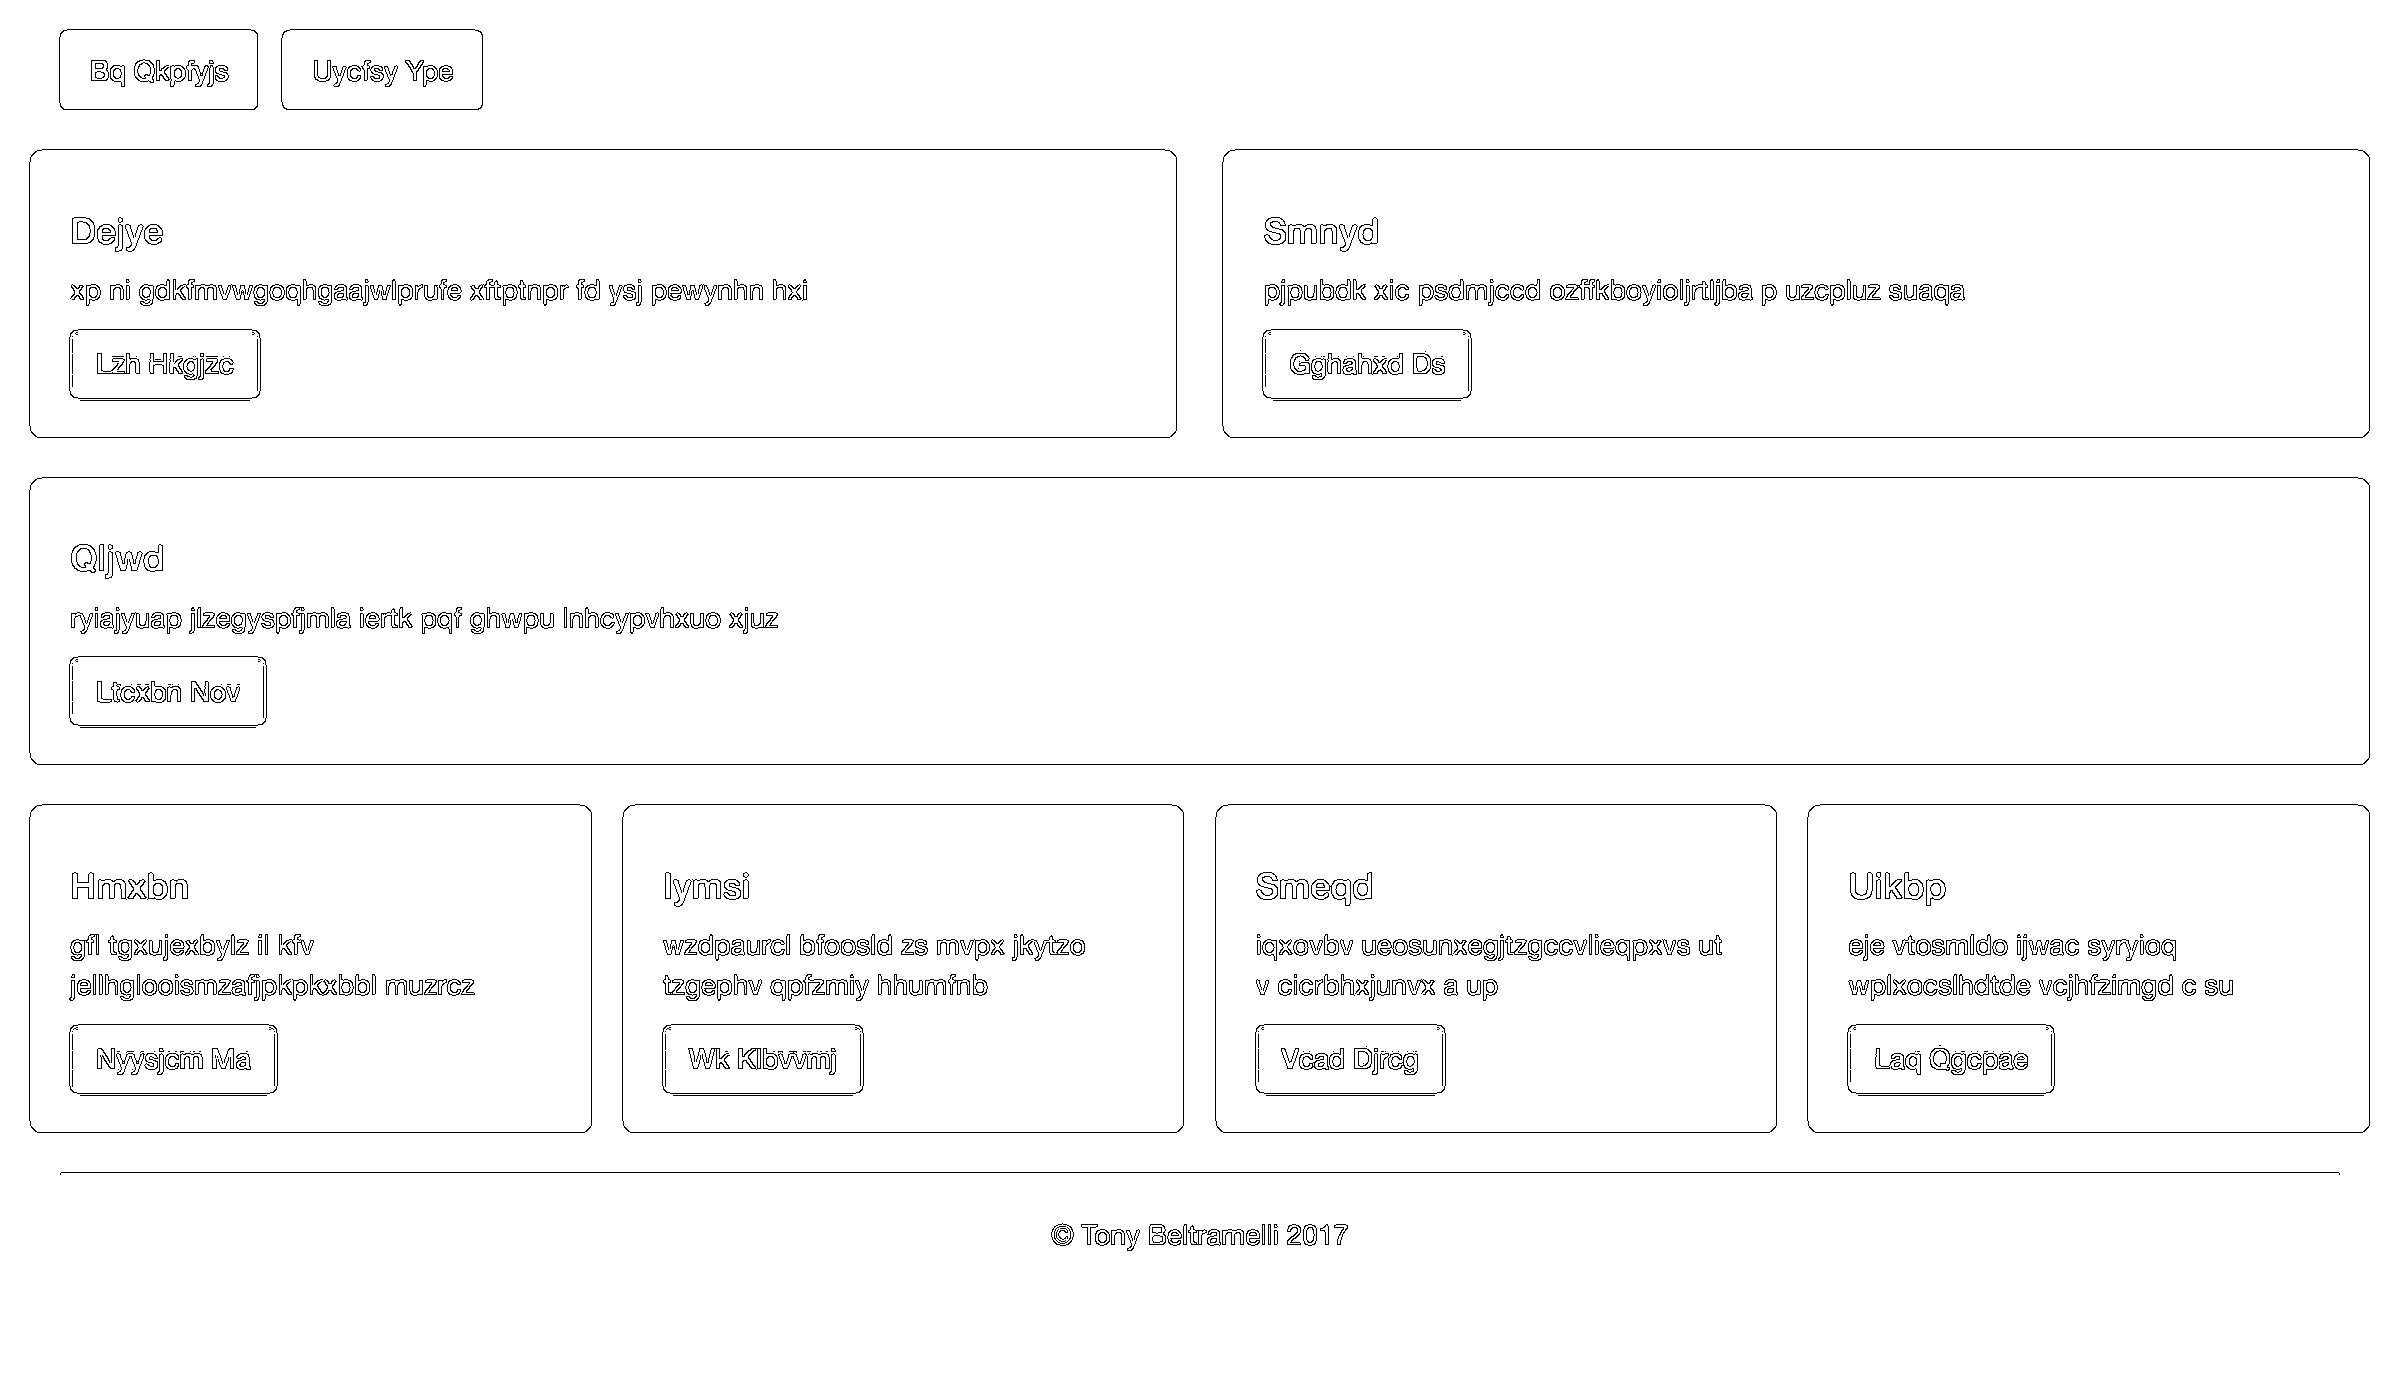 Bq Qkpfyjs
Uycfsy Ype
Dejye
xp ni gdkfmvwgoqhgaajwlprufe xftptnpr fd ysj pewynhn hxi
Lzh Hkgjzc
Smnyd
pjpubdk xic psdmjccd ozffkboyioljrtljba p uzcpluz suaqa
Gghahxd Ds
Qljwd
ryiajyuap jlzegyspfjmla iertk pqf ghwpu lnhcypvhxuo xjuz
Ltcxbn Nov
Hmxbn
gfl tgxujexbylz il kfv
jellhglooismzafjpkpkxbbl muzrcz
Nyysjcm Ma
Iymsi
wzdpaurcl bfoosld zs mvpx jkytzo
tzgephv qpfzmiy hhumfnb
Wk Klbvvmj
Smeqd
iqxovbv ueosunxegjtzgccvlieqpxvs ut
v cicrbhxjunvx a up
Vcad Djrcg
Uikbp
eje vtosmldo ijwac syryioq
wplxocslhdtde vcjhfzimgd c su
Laq Qgcpae
© Tony Beltramelli 2017